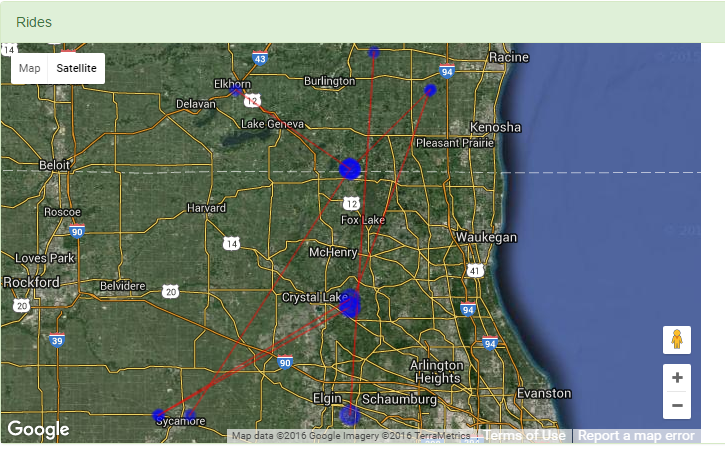 Rides
14
Map
Satellite
43
Racine
94
Elkhorn
Burlington
12
Delavan
Lake Geneva
Kenosha
Pleasant Prairie
Beloit
Harvard
12
Roscoe
Fox Lake
90
14
Waukegan
McHenry
Loves Park
41
Rockford
Belvidere
20
Crystal Lake
20
94
39
94
90
Arlington
Heights
Evanston
Elgin
Schaumburg
Sycamore
Google
Map data ©2016 Google Imagery ©2016 TerraMetrics
Terms of Use
Report a map error